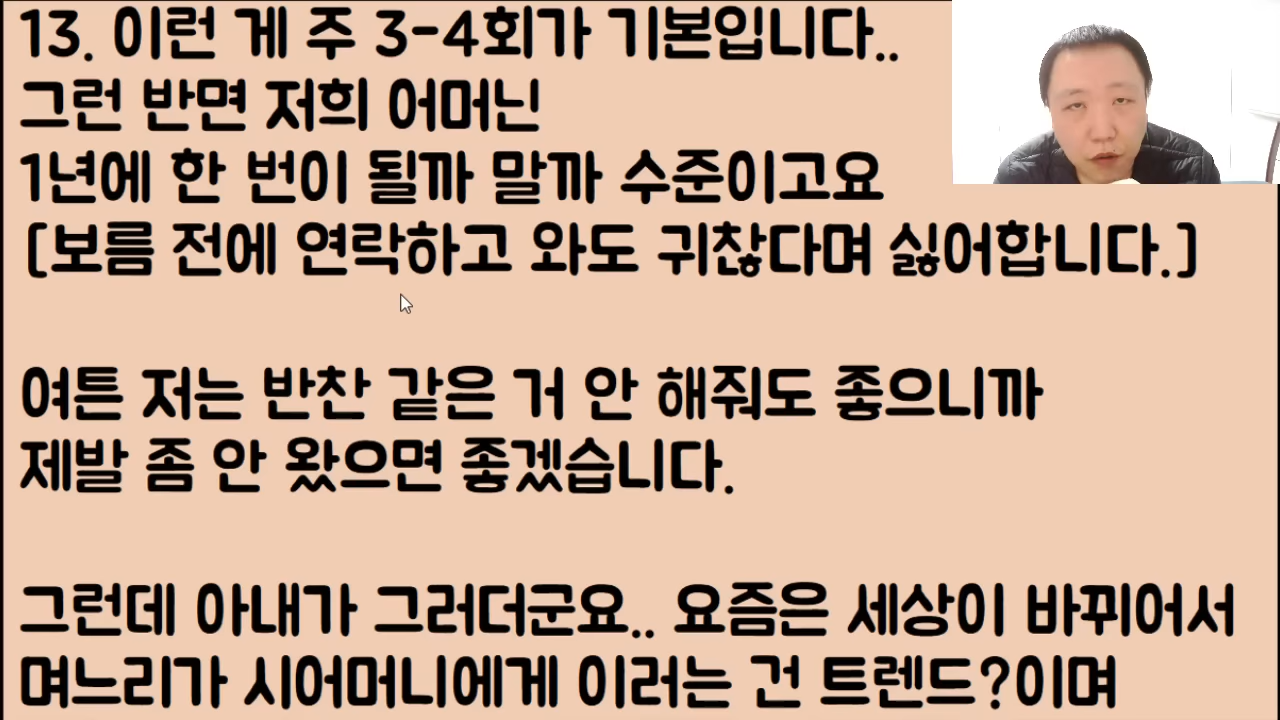 13. 이런 게 주 3-4회가 기본입니다..
그런 반면 저희 어머닌
1년에 한 번이 될까 말까 수준이고요
[보름 전에 연락하고 와도 귀찮다며 싫어합니다.]
여튼 저는 반찬 같은 거 안 해줘도 좋으니까
제발 좀 안 왔으면 좋겠습니다.
그런데 아내가 그러더군요.. 요즘은 세상이 바뀌어서
며느리가 시어머니에게 이러는 건 트렌드?이며